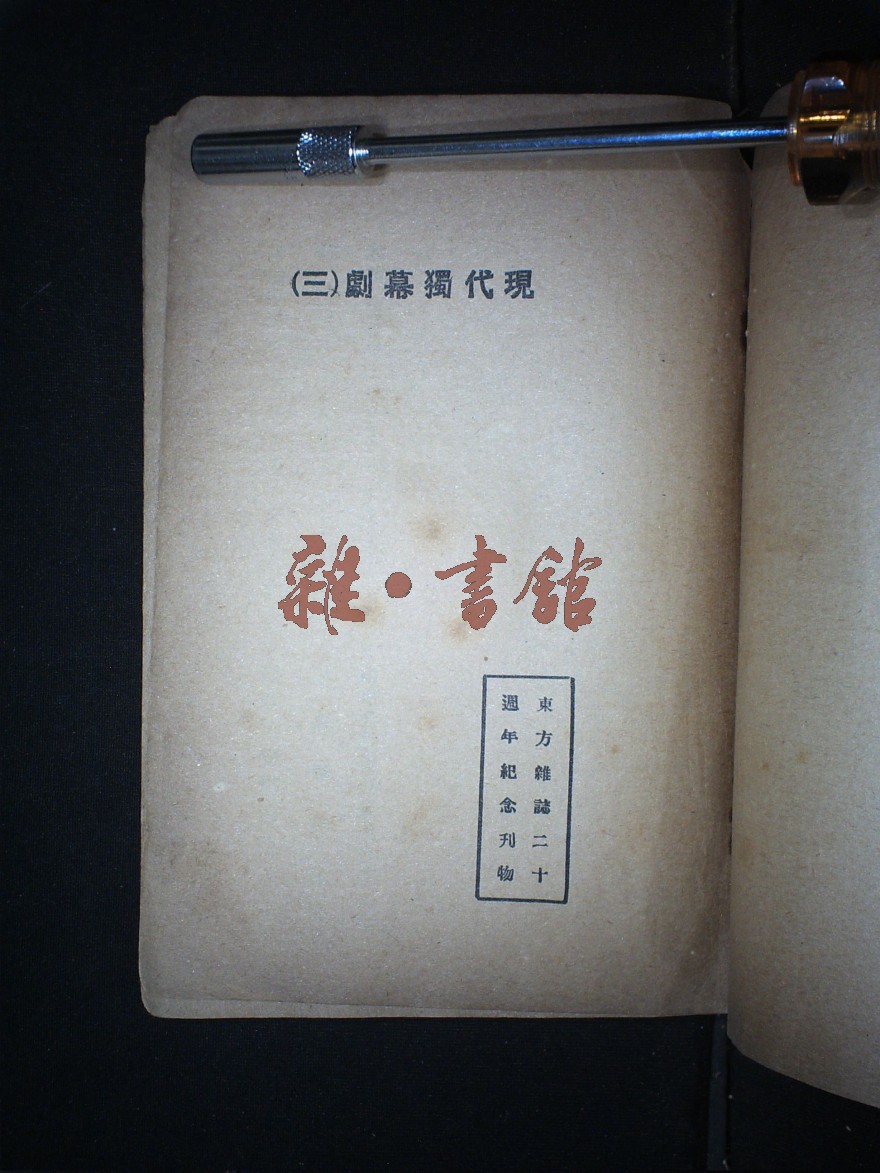 現代獨幕劇(三)
雜·書館
東方雜誌二十
週年紀念刊物